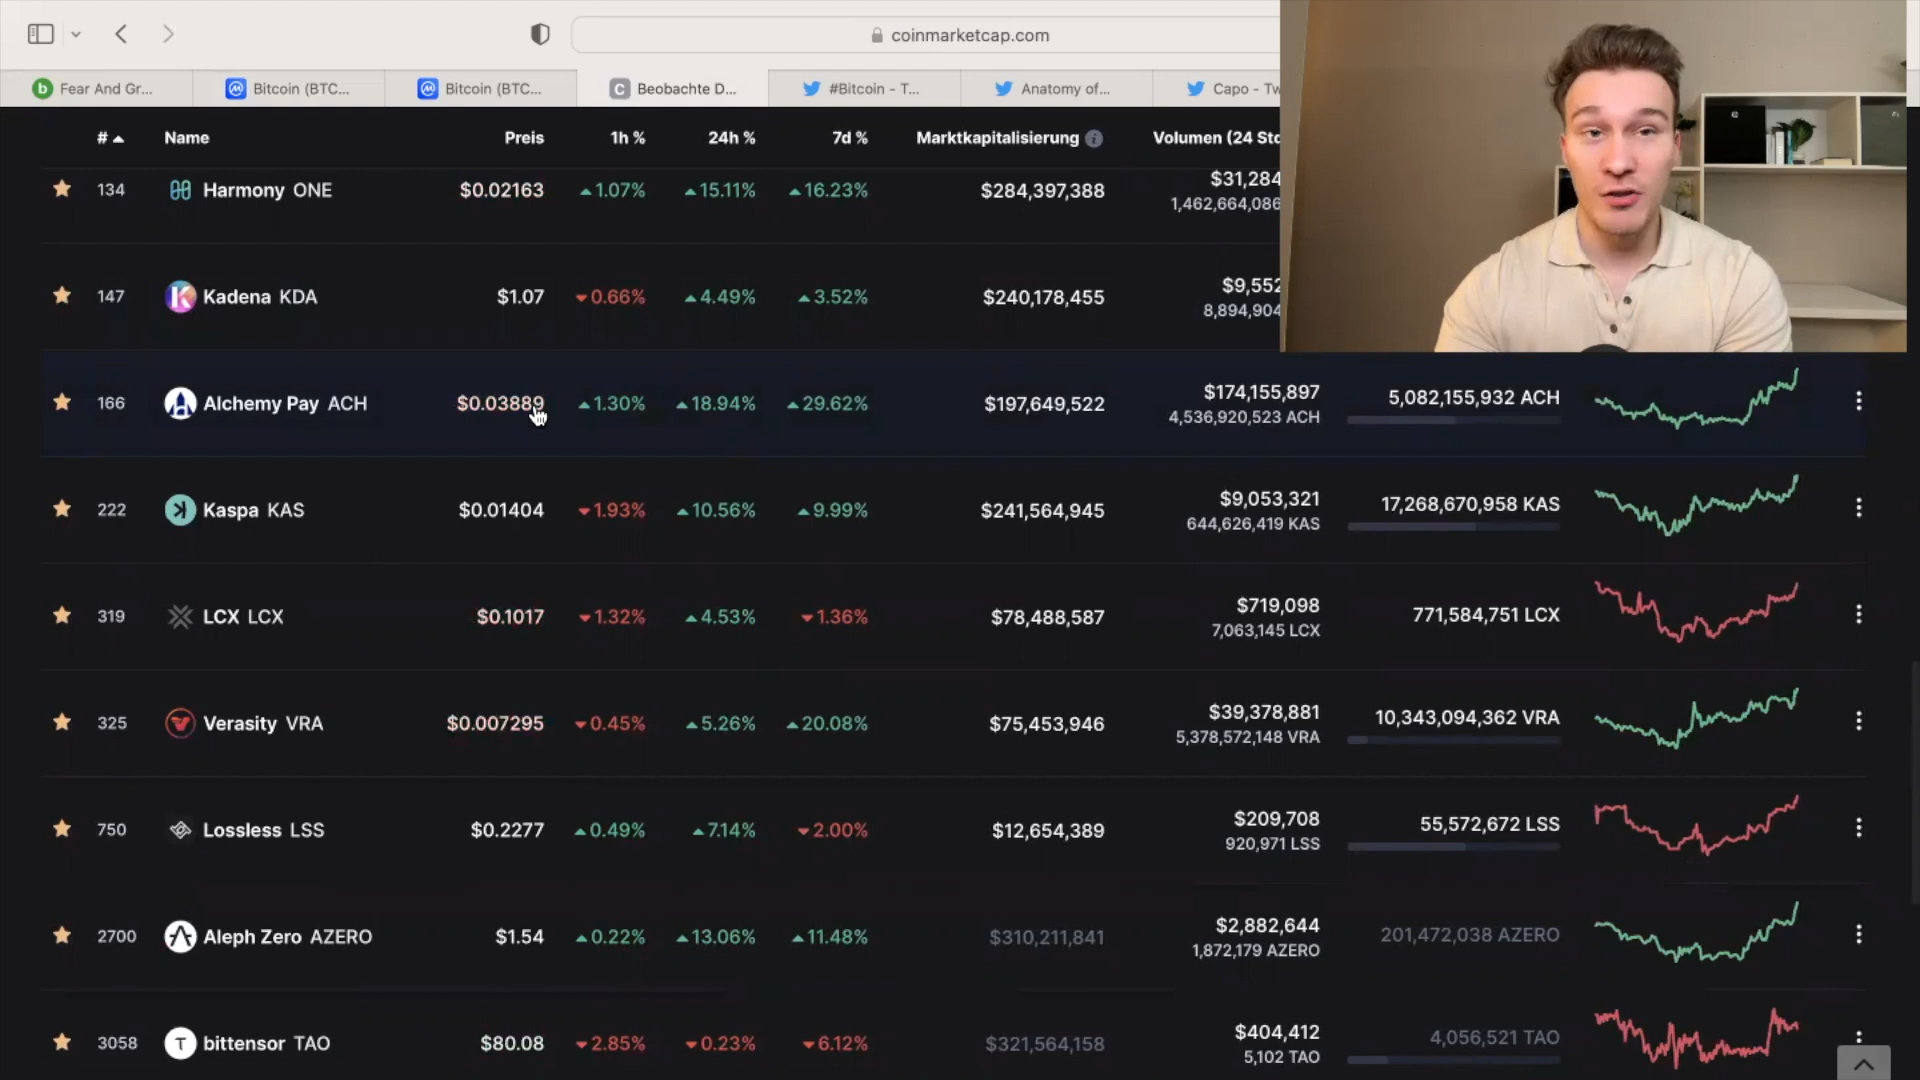 coinmarketcap.com
Fear And Gr...
Bitcoin (BTC...
Bitcoin (BTC...
Beobachte D...
#Bitcoin - T...
Anatomy of...
Capo - Tw
# Name Preis 1h % 24h % 7d % Marktkapitalisierung Volumen (24 Std
134 Harmony ONE $0.02163 1.07% 15.11% 16.23% $284,397,388 $31,284
1,462,664,086
147 Kadena KDA $1.07 0.66% 4.49% 3.52% $240,178,455 $9,552
8,894,904
166 Alchemy Pay ACH $0.03889 1.30% 18.94% 29.62% $197,649,522 $174,155,897 5,082,155,932 ACH
4,536,920,523 ACH
222 Kaspa KAS $0.01404 1.93% 10.56% 9.99% $241,564,945 $9,053,321 17,268,670,958 KAS
644,626,419 KAS
319 LCX LCX $0.1017 1.32% 4.53% 1.36% $78,488,587 $719,098 771,584,751 LCX
7,063,145 LCX
325 Verasity VRA $0.007295 0.45% 5.26% 20.08% $75,453,946 $39,378,881 10,343,094,362 VRA
5,378,572,148 VRA
750 Lossless LSS $0.2277 0.49% 7.14% 2.00% $12,654,389 $209,708 55,572,672 LSS
920,971 LSS
2700 Aleph Zero AZERO $1.54 0.22% 13.06% 11.48% $310,211,841 $2,882,644 201,472,038 AZERO
1,872,179 AZERO
3058 bittensor TAO $80.08 2.85% 0.23% 6.12% $321,564,158 $404,412 4,056,521 TAO
5,102 TAO